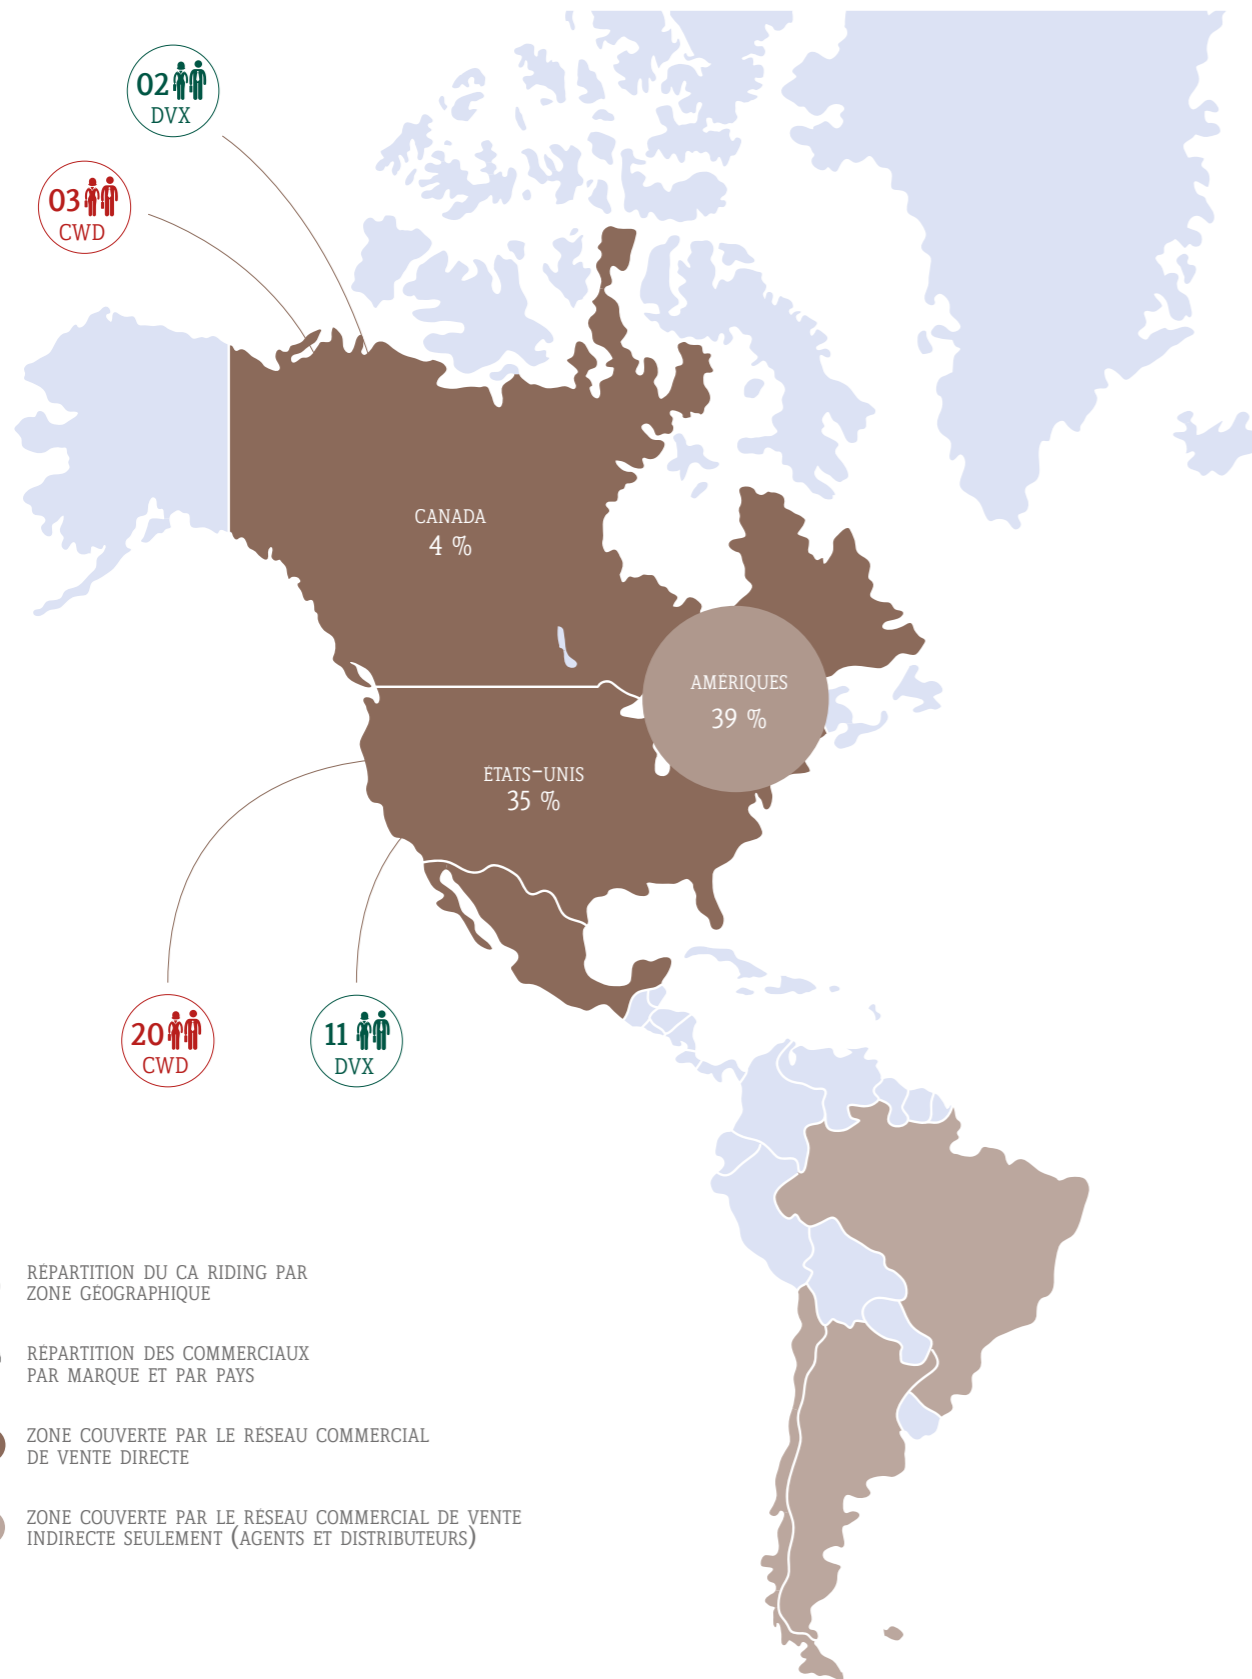 02
DVX
03
CWD
CANADA
4 %
AMÉRIQUES
39 %
ÉTATS-UNIS
35 %
20
CWD
11
DVX
RÉPARTITION DU CA RIDING PAR
ZONE GÉOGRAPHIQUE
RÉPARTITION DES COMMERCIAUX
PAR MARQUE ET PAR PAYS
ZONE COUVERTE PAR LE RÉSEAU COMMERCIAL
DE VENTE DIRECTE
ZONE COUVERTE PAR LE RÉSEAU COMMERCIAL DE VENTE
INDIRECTE SEULEMENT (AGENTS ET DISTRIBUTEURS)